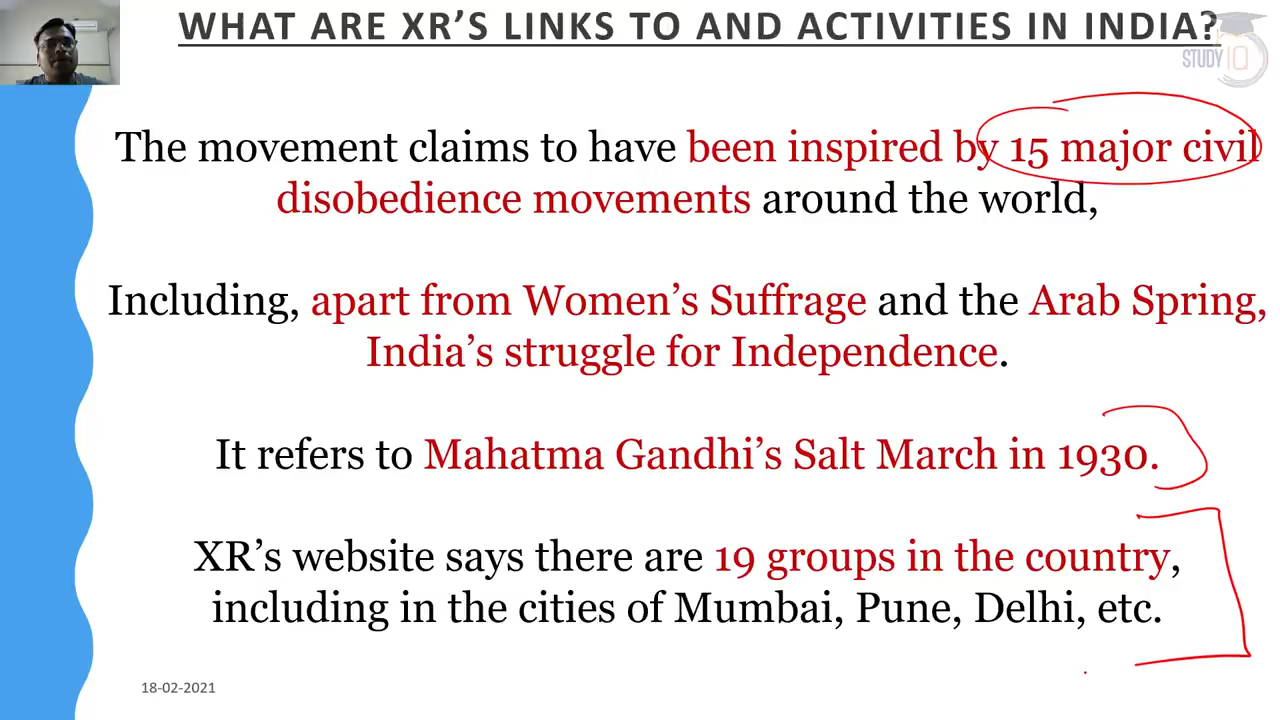 WHAT ARE XR’S LINKS TO AND ACTIVITIES IN INDIA?
STUDY IQ
The movement claims to have been inspired by 15 major civil
disobedience movements around the world,
Including, apart from Women’s Suffrage and the Arab Spring,
India’s struggle for Independence.
It refers to Mahatma Gandhi’s Salt March in 1930.
XR’s website says there are 19 groups in the country,
including in the cities of Mumbai, Pune, Delhi, etc.
18-02-2021